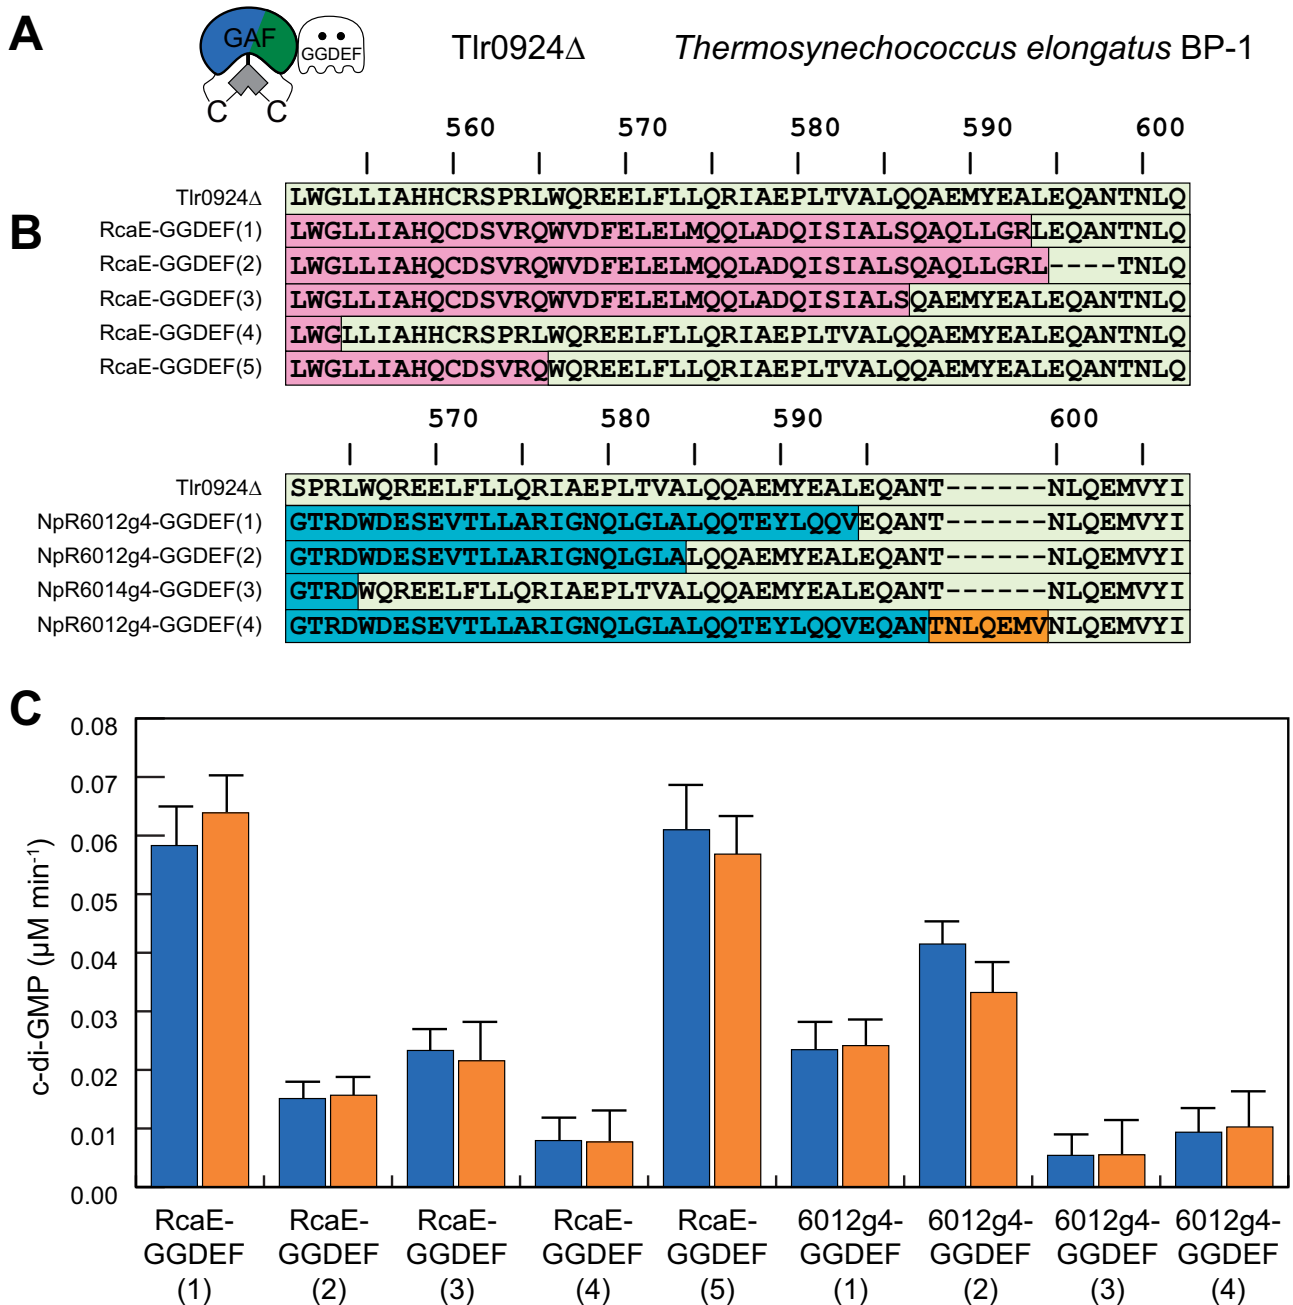 A
GAF
GGDEF
C C
Tlr0924Δ
Thermosynechococcus elongatus BP-1
560 570 580 590 600
Tlr0924Δ LWGLLIAHHCRSPRLWQREELFLLQRIAEPLTVALQQAEMYEALEQANTNLQ
B
RcaE-GGDEF(1) LWGLLIAHQCDSVRQWVDFELELMQQLADQISIALSQAQLLGRLEQANTNLQ
RcaE-GGDEF(2) LWGLLIAHQCDSVRQWVDFELELMQQLADQISIALSQAQLLGRL----TNLQ
RcaE-GGDEF(3) LWGLLIAHQCDSVRQWVDFELELMQQLADQISIALSQAEMYEALEQANTNLQ
RcaE-GGDEF(4) LWGLLIAHHCRSPRLWQREELFLLQRIAEPLTVALQQAEMYEALEQANTNLQ
RcaE-GGDEF(5) LWGLLIAHQCDSVRQWQREELFLLQRIAEPLTVALQQAEMYEALEQANTNLQ
570 580 590 600
Tlr0924Δ SPRLWQREELFLLQRIAEPLTVALQQAEMYEALEQANT------NLQEMVYI
NpR6012g4-GGDEF(1) GTRDWDESEVTLLARIGNQLGLALQQTEYLQQVEQANT------NLQEMVYI
NpR6012g4-GGDEF(2) GTRDWDESEVTLLARIGNQLGLALQQAEMYEALEQANT------NLQEMVYI
NpR6014g4-GGDEF(3) GTRDWQREELFLLQRIAEPLTVALQQAEMYEALEQANT------NLQEMVYI
NpR6012g4-GGDEF(4) GTRDWDESEVTLLARIGNQLGLALQQTEYLQQVEQANTNLQEMVNLQEMVYI
C
c-di-GMP (μM min⁻¹)
0.08
0.07
0.06
0.05
0.04
0.03
0.02
0.01
0.00
RcaE- RcaE- RcaE- RcaE- RcaE- 6012g4- 6012g4- 6012g4- 6012g4-
GGDEF GGDEF GGDEF GGDEF GGDEF GGDEF GGDEF GGDEF GGDEF
(1) (2) (3) (4) (5) (1) (2) (3) (4)